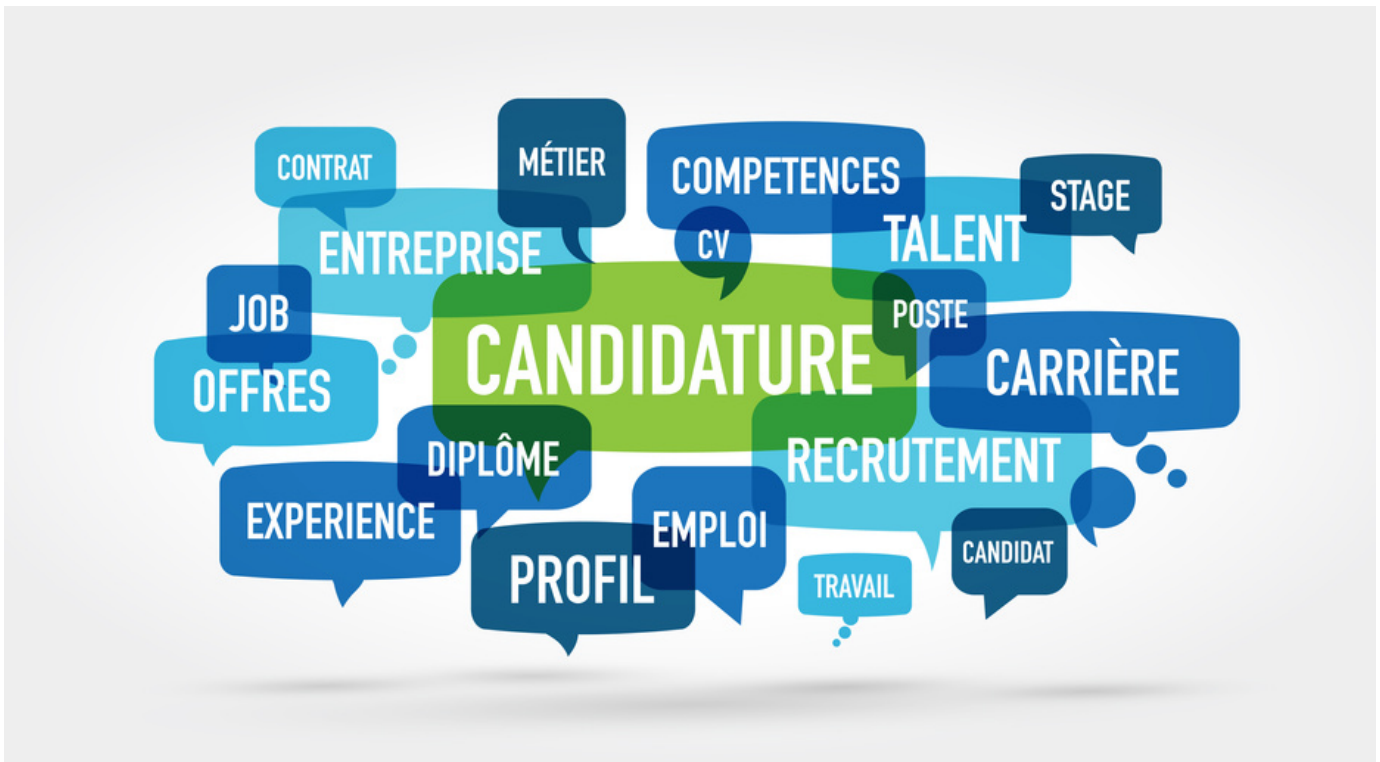 CONTRAT
MÉTIER
COMPETENCES
STAGE
ENTREPRISE
CV
TALENT
JOB
POSTE
CANDIDATURE
CARRIÈRE
OFFRES
DIPLÔME
RECRUTEMENT
EXPERIENCE
EMPLOI
CANDIDAT
PROFIL
TRAVAIL